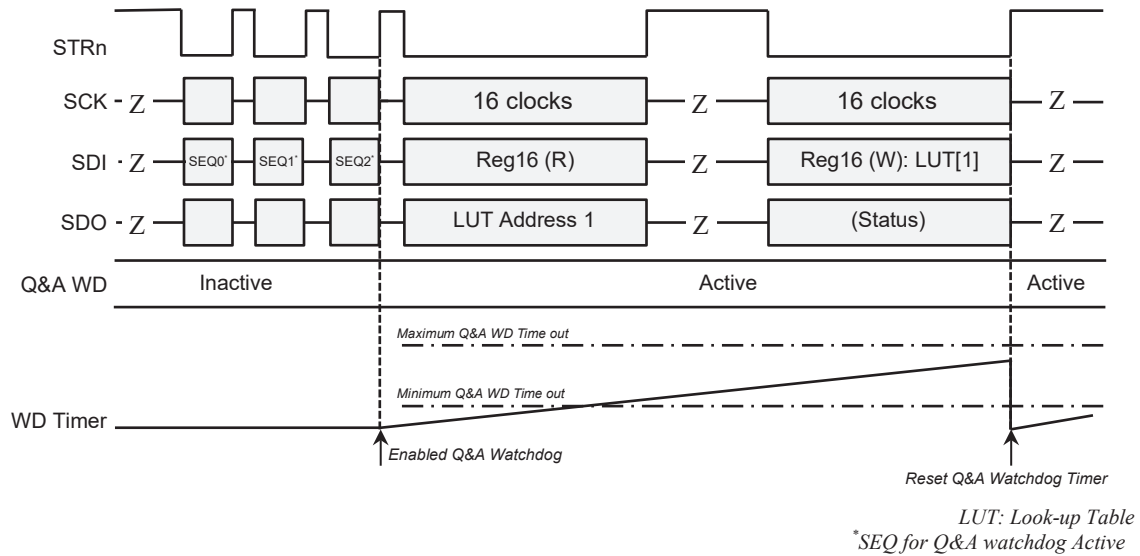 STRn
SCK Z 16 clocks Z 16 clocks Z
SDI Z SEQ0* SEQ1* SEQ2* Reg16 (R) Z Reg16 (W): LUT[1] Z
SDO Z LUT Address 1 Z (Status) Z
Q&A WD Inactive Active Active
Maximum Q&A WD Time out
Minimum Q&A WD Time out
WD Timer
Enabled Q&A Watchdog
Reset Q&A Watchdog Timer
LUT: Look-up Table
*SEQ for Q&A watchdog Active